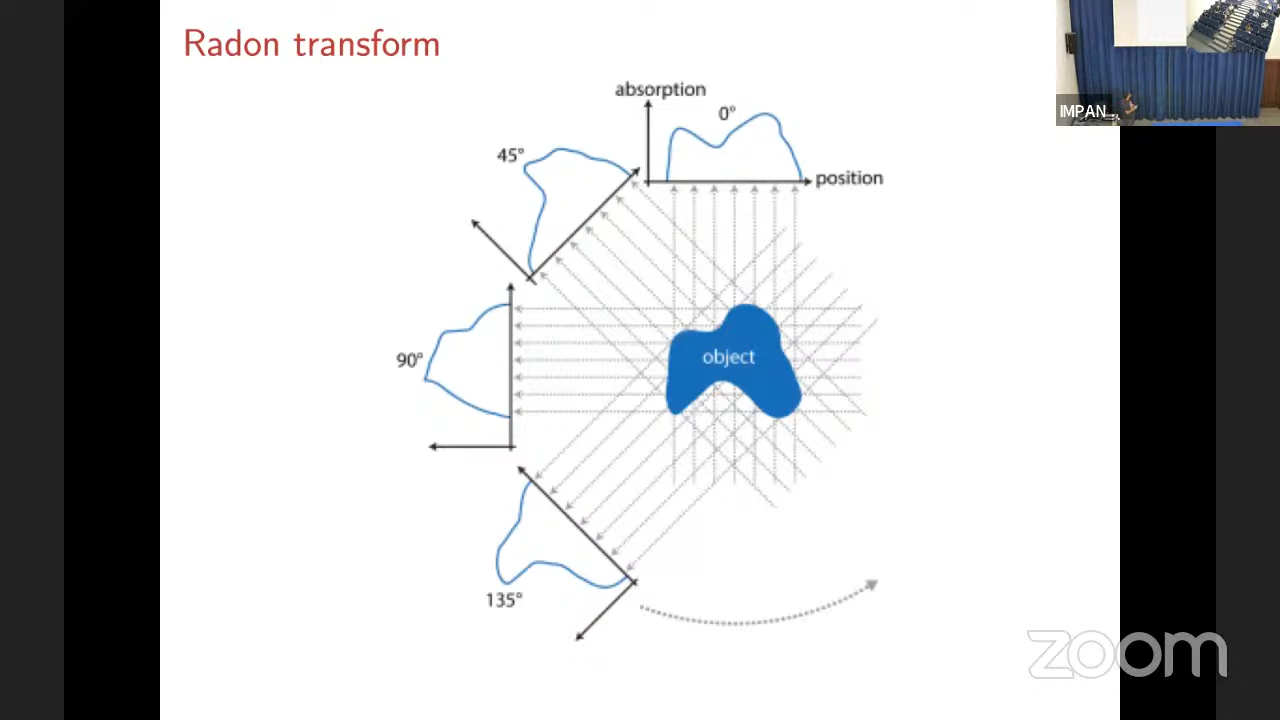 Radon transform
absorption
0°
45°
position
90°
object
135°
IMPAN ...
zoom